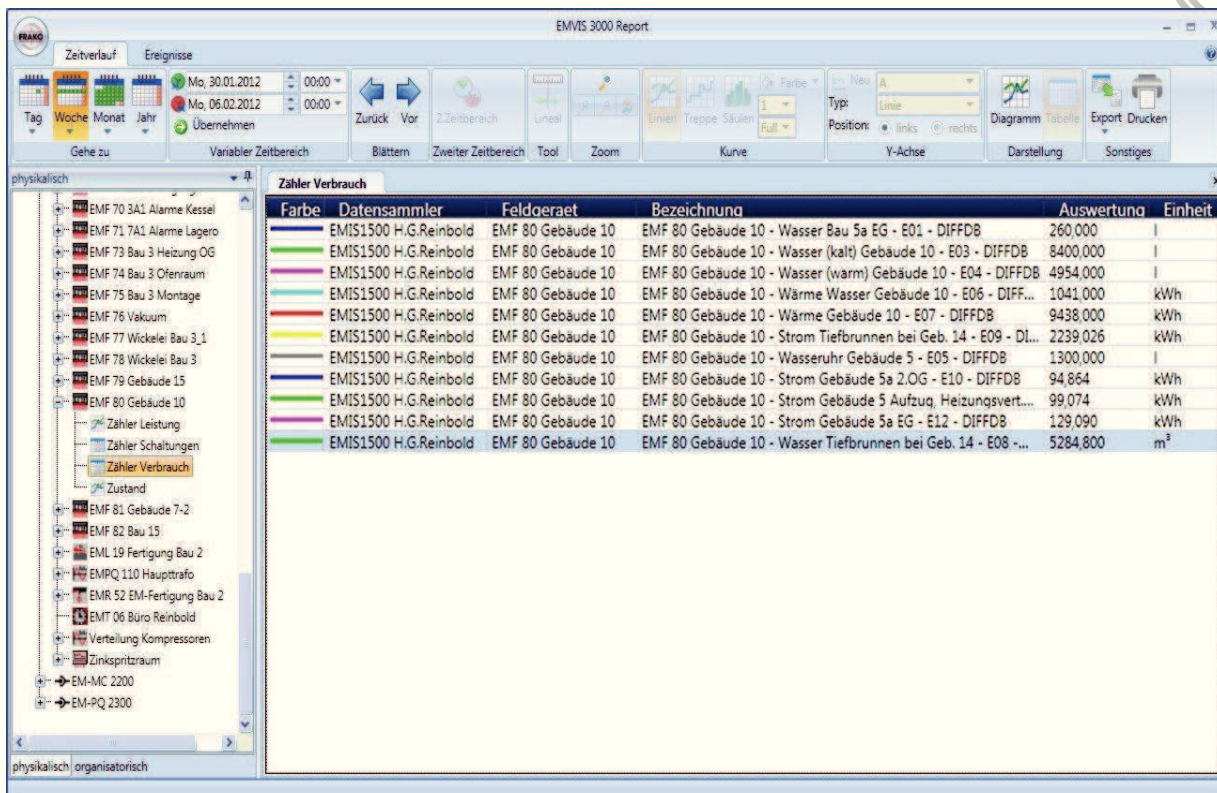 EMVIS 3000 Report
FRAKO
Zeitverlauf Ereignisse
Tag Woche Monat Jahr
Gehe zu
Mo, 30.01.2012 00:00
Mo, 06.02.2012 00:00
Übernehmen
Variabler Zeitbereich
Zurück Vor
Blättern
2.Zeitbereich
Zweiter Zeitbereich
Lineal
Tool
Zoom
Linien Treppe Säulen
Farbe
1
Full
Kurve
Neu A
Typ: Linie
Position: links rechts
Y-Achse
Diagramm Tabelle
Darstellung
Export Drucken
Sonstiges
physikalisch
EMF 70 3A1 Alarme Kessel
EMF 71 7A1 Alarme Lagero
EMF 73 Bau 3 Heizung OG
EMF 74 Bau 3 Ofenraum
EMF 75 Bau 3 Montage
EMF 76 Vakuum
EMF 77 Wickelei Bau 3_1
EMF 78 Wickelei Bau 3
EMF 79 Gebäude 15
EMF 80 Gebäude 10
Zähler Leistung
Zähler Schaltungen
Zähler Verbrauch
Zustand
EMF 81 Gebäude 7-2
EMF 82 Bau 15
EML 19 Fertigung Bau 2
EMPQ 110 Haupttrafo
EMR 52 EM-Fertigung Bau 2
EMT 06 Büro Reinbold
Verteilung Kompressoren
Zinkspritzraum
EM-MC 2200
EM-PQ 2300
physikalisch organisatorisch
Zähler Verbrauch
Farbe Datensammler Feldgeraet Bezeichnung Auswertung Einheit
EMIS1500 H.G.Reinbold EMF 80 Gebäude 10 EMF 80 Gebäude 10 - Wasser Bau 5a EG - E01 - DIFFDB 260,000 l
EMIS1500 H.G.Reinbold EMF 80 Gebäude 10 EMF 80 Gebäude 10 - Wasser (kalt) Gebäude 10 - E03 - DIFFDB 8400,000 l
EMIS1500 H.G.Reinbold EMF 80 Gebäude 10 EMF 80 Gebäude 10 - Wasser (warm) Gebäude 10 - E04 - DIFFDB 4954,000 l
EMIS1500 H.G.Reinbold EMF 80 Gebäude 10 EMF 80 Gebäude 10 - Wärme Wasser Gebäude 10 - E06 - DIFF... 1041,000 kWh
EMIS1500 H.G.Reinbold EMF 80 Gebäude 10 EMF 80 Gebäude 10 - Wärme Gebäude 10 - E07 - DIFFDB 9438,000 kWh
EMIS1500 H.G.Reinbold EMF 80 Gebäude 10 EMF 80 Gebäude 10 - Strom Tiefbrunnen bei Geb. 14 - E09 - DI... 2239,026 kWh
EMIS1500 H.G.Reinbold EMF 80 Gebäude 10 EMF 80 Gebäude 10 - Wasseruhr Gebäude 5 - E05 - DIFFDB 1300,000 l
EMIS1500 H.G.Reinbold EMF 80 Gebäude 10 EMF 80 Gebäude 10 - Strom Gebäude 5a 2.OG - E10 - DIFFDB 94,864 kWh
EMIS1500 H.G.Reinbold EMF 80 Gebäude 10 EMF 80 Gebäude 10 - Strom Gebäude 5 Aufzug, Heizungsvert.... 99,074 kWh
EMIS1500 H.G.Reinbold EMF 80 Gebäude 10 EMF 80 Gebäude 10 - Strom Gebäude 5a EG - E12 - DIFFDB 129,090 kWh
EMIS1500 H.G.Reinbold EMF 80 Gebäude 10 EMF 80 Gebäude 10 - Wasser Tiefbrunnen bei Geb. 14 - E08 -... 5284,800 m³